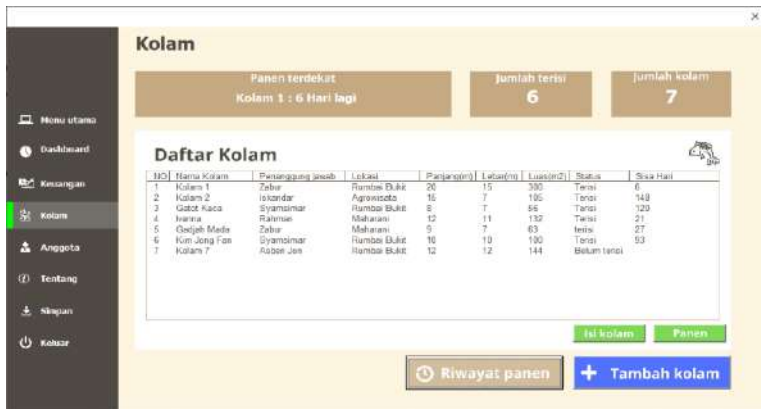 Kolam
Panen terdekat
Kolam 1 : 6 Hari lagi
Jumlah terisi
6
Jumlah kolam
7
Menu utama
Dashboard
Keuangan
Kolam
Anggota
Tentang
Simpan
Keluar
Daftar Kolam
NO Nama Kolam Penanggung jawab Lokasi Panjang(m) Lebar(m) Luas(m2) Status Sisa Hari
1 Kolam 1 Zabur Rumbai Bukit 20 15 300 Terisi 6
2 Kolam 2 Iskandar Agrowisata 15 7 105 Terisi 148
3 Gatot Kaca Syamsimar Rumbai Bukit 8 7 56 Terisi 120
4 Ivanna Rahman Maharani 12 11 132 Terisi 21
5 Gadjah Mada Zabur Maharani 9 7 63 terisi 27
6 Kim Jong Fan Syamsimar Rumbai Bukit 10 10 100 Terisi 93
7 Kolam 7 Jon Rumbai Bukit 12 12 144 Belum terisi
Isi kolam
Panen
Riwayat panen
Tambah kolam